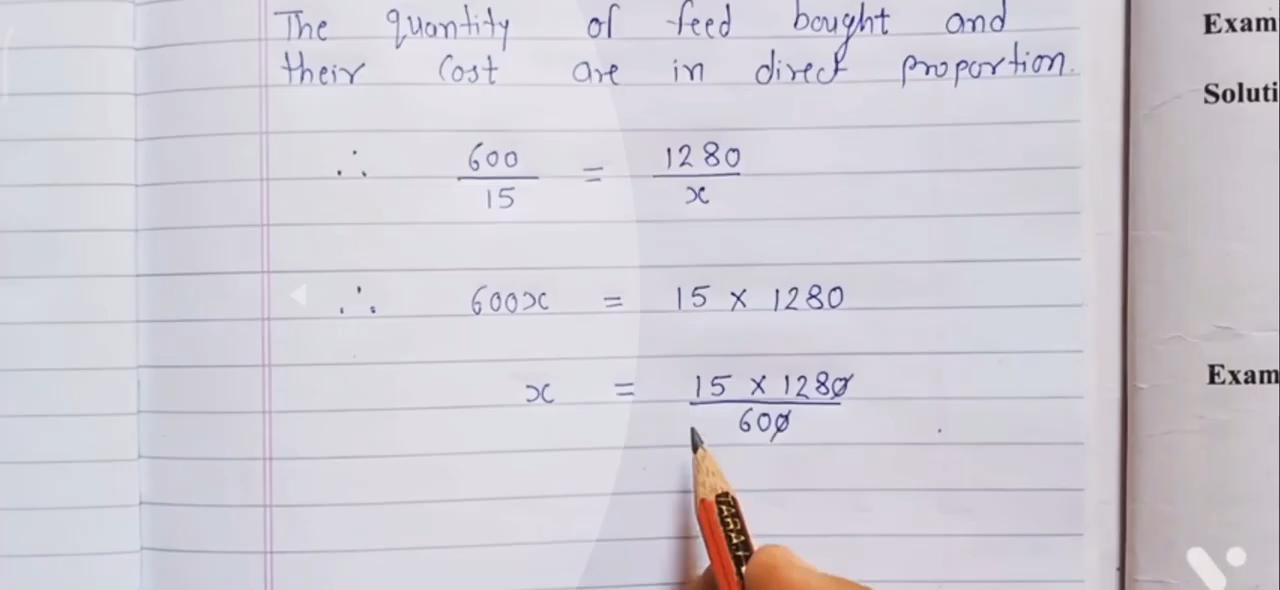 The quantity of feed bought and
their cost are in direct proportion.
∴ 600/15 = 1280/x
∴ 600x = 15 × 1280
x = 15 × 1280/600
Exam
Soluti
Exam
TARA